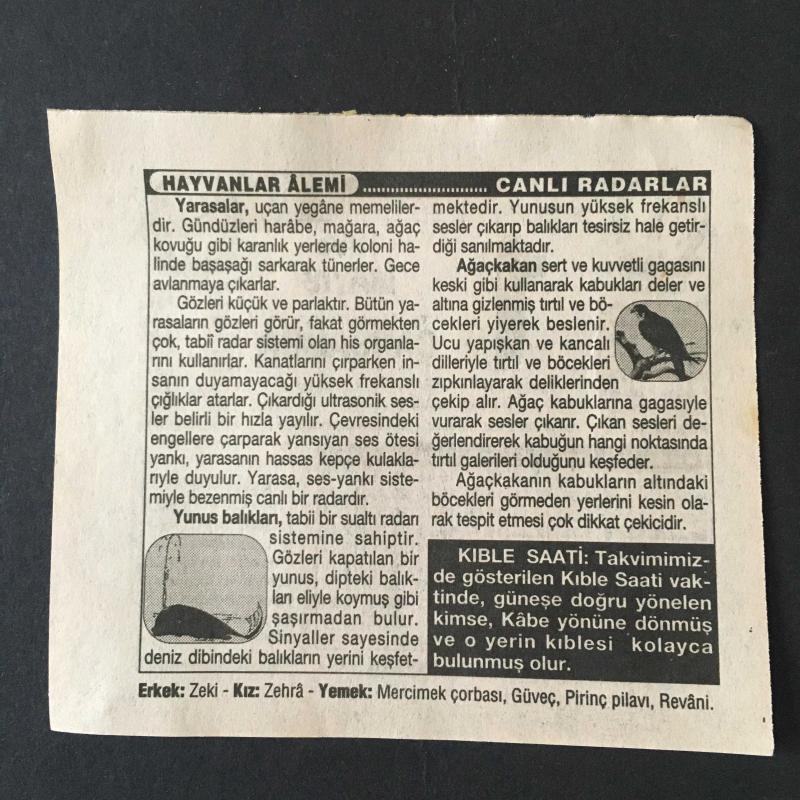 HAYVANLAR ÂLEMİ ............................ CANLI RADARLAR
Yarasalar, uçan yegâne memeliler-
dir. Gündüzleri harâbe, mağara, ağaç
kovuğu gibi karanlık yerlerde koloni ha-
linde başaşağı sarkarak tünerler. Gece
avlanmaya çıkarlar.
Gözleri küçük ve parlaktır. Bütün ya-
rasaların gözleri görür, fakat görmekten
çok, tabiî radar sistemi olan his organla-
rını kullanırlar. Kanatlarını çırparken in-
sanın duyamayacağı yüksek frekanslı
çığlıklar atarlar. Çıkardığı ultrasonik ses-
ler belirli bir hızla yayılır. Çevresindeki
engellere çarparak yansıyan ses ötesi
yankı, yarasanın hassas kepçe kulakla-
rıyle duyulur. Yarasa, ses-yankı siste-
miyle bezenmiş canlı bir radardır.
Yunus balıkları, tabii bir sualtı radarı
sistemine sahiptir.
Gözleri kapatılan bir
yunus, dipteki balık-
ları eliyle koymuş gibi
şaşırmadan bulur.
Sinyaller sayesinde
deniz dibindeki balıkların yerini keşfet-
mektedir. Yunusun yüksek frekanslı
sesler çıkarıp balıkları tesirsiz hale getir-
diği sanılmaktadır.
Ağaçkakan sert ve kuvvetli gagasını
keski gibi kullanarak kabukları deler ve
altına gizlenmiş tırtıl ve bö-
cekleri yiyerek beslenir.
Ucu yapışkan ve kancalı
dilleriyle tırtıl ve böcekleri
zıpkınlayarak deliklerinden
çekip alır. Ağaç kabuklarına gagasıyle
vurarak sesler çıkarır. Çıkan sesleri de-
ğerlendirerek kabuğun hangi noktasında
tırtıl galerileri olduğunu keşfeder.
Ağaçkakanın kabukların altındaki
böcekleri görmeden yerlerini kesin ola-
rak tespit etmesi çok dikkat çekicidir.
KIBLE SAATİ: Takvimimiz-
de gösterilen Kıble Saati vak-
tinde, güneşe doğru yönelen
kimse, Kâbe yönüne dönmüş
ve o yerin kıblesi kolayca
bulunmuş olur.
Erkek: Zeki - Kız: Zehrâ - Yemek: Mercimek çorbası, Güveç, Pirinç pilavı, Revâni.